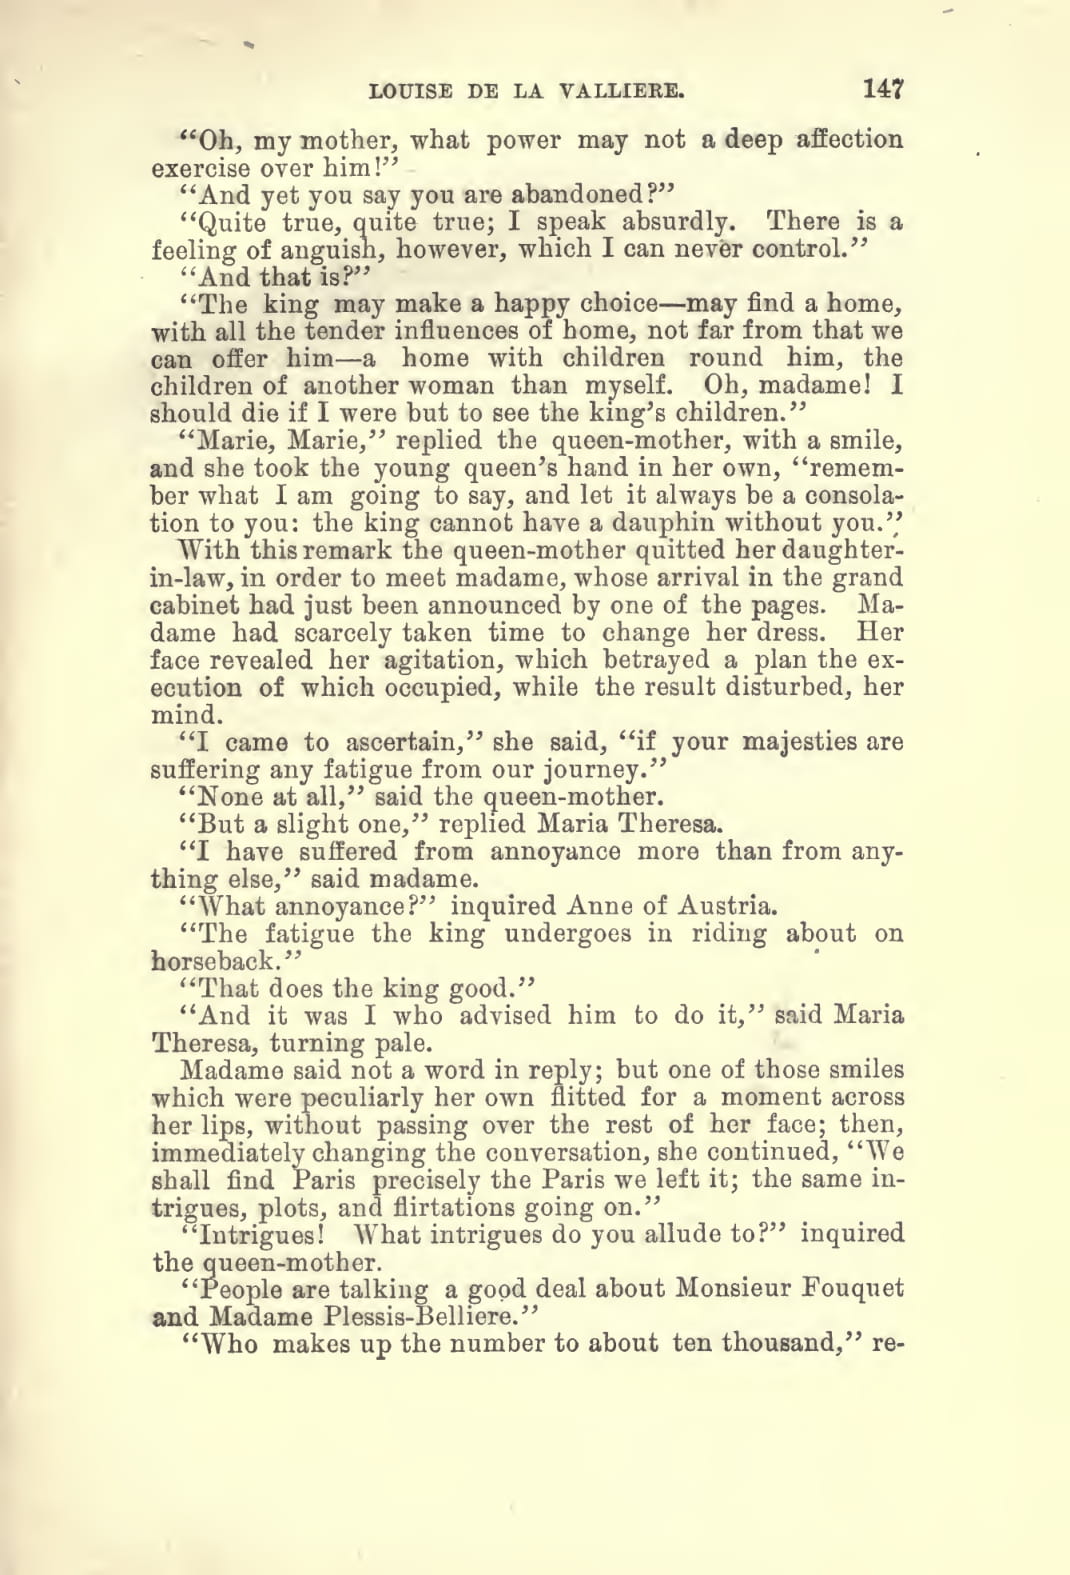 LOUISE DE LA VALLIERE. 147
“Oh, my mother, what power may not a deep affection
exercise over him!”
“And yet you say you are abandoned?”
“Quite true, quite true; I speak absurdly. There is a
feeling of anguish, however, which I can never control.”
“And that is?”
“The king may make a happy choice—may find a home,
with all the tender influences of home, not far from that we
can offer him—a home with children round him, the
children of another woman than myself. Oh, madame! I
should die if I were but to see the king’s children.”
“Marie, Marie,” replied the queen-mother, with a smile,
and she took the young queen’s hand in her own, “remem-
ber what I am going to say, and let it always be a consola-
tion to you: the king cannot have a dauphin without you.”
With this remark the queen-mother quitted her daughter-
in-law, in order to meet madame, whose arrival in the grand
cabinet had just been announced by one of the pages. Ma-
dame had scarcely taken time to change her dress. Her
face revealed her agitation, which betrayed a plan the ex-
ecution of which occupied, while the result disturbed, her
mind.
“I came to ascertain,” she said, “if your majesties are
suffering any fatigue from our journey.”
“None at all,” said the queen-mother.
“But a slight one,” replied Maria Theresa.
“I have suffered from annoyance more than from any-
thing else,” said madame.
“What annoyance?” inquired Anne of Austria.
“The fatigue the king undergoes in riding about on
horseback.”
“That does the king good.”
“And it was I who advised him to do it,” said Maria
Theresa, turning pale.
Madame said not a word in reply; but one of those smiles
which were peculiarly her own flitted for a moment across
her lips, without passing over the rest of her face; then,
immediately changing the conversation, she continued, “We
shall find Paris precisely the Paris we left it; the same in-
trigues, plots, and flirtations going on.”
“Intrigues! What intrigues do you allude to?” inquired
the queen-mother.
“People are talking a good deal about Monsieur Fouquet
and Madame Plessis-Belliere.”
“Who makes up the number to about ten thousand,” re-